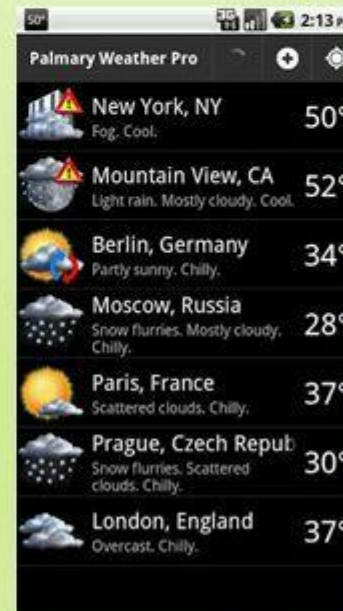 50°
2:13 P
Palmary Weather Pro
New York, NY
50°
Fog. Cool.
Mountain View, CA
52°
Light rain. Mostly cloudy. Cool.
Berlin, Germany
34°
Partly sunny. Chilly.
Moscow, Russia
28°
Snow flurries. Mostly cloudy.
Chilly.
Paris, France
37°
Scattered clouds. Chilly.
Prague, Czech Repub
30°
Snow flurries. Scattered
clouds. Chilly.
London, England
37°
Overcast. Chilly.